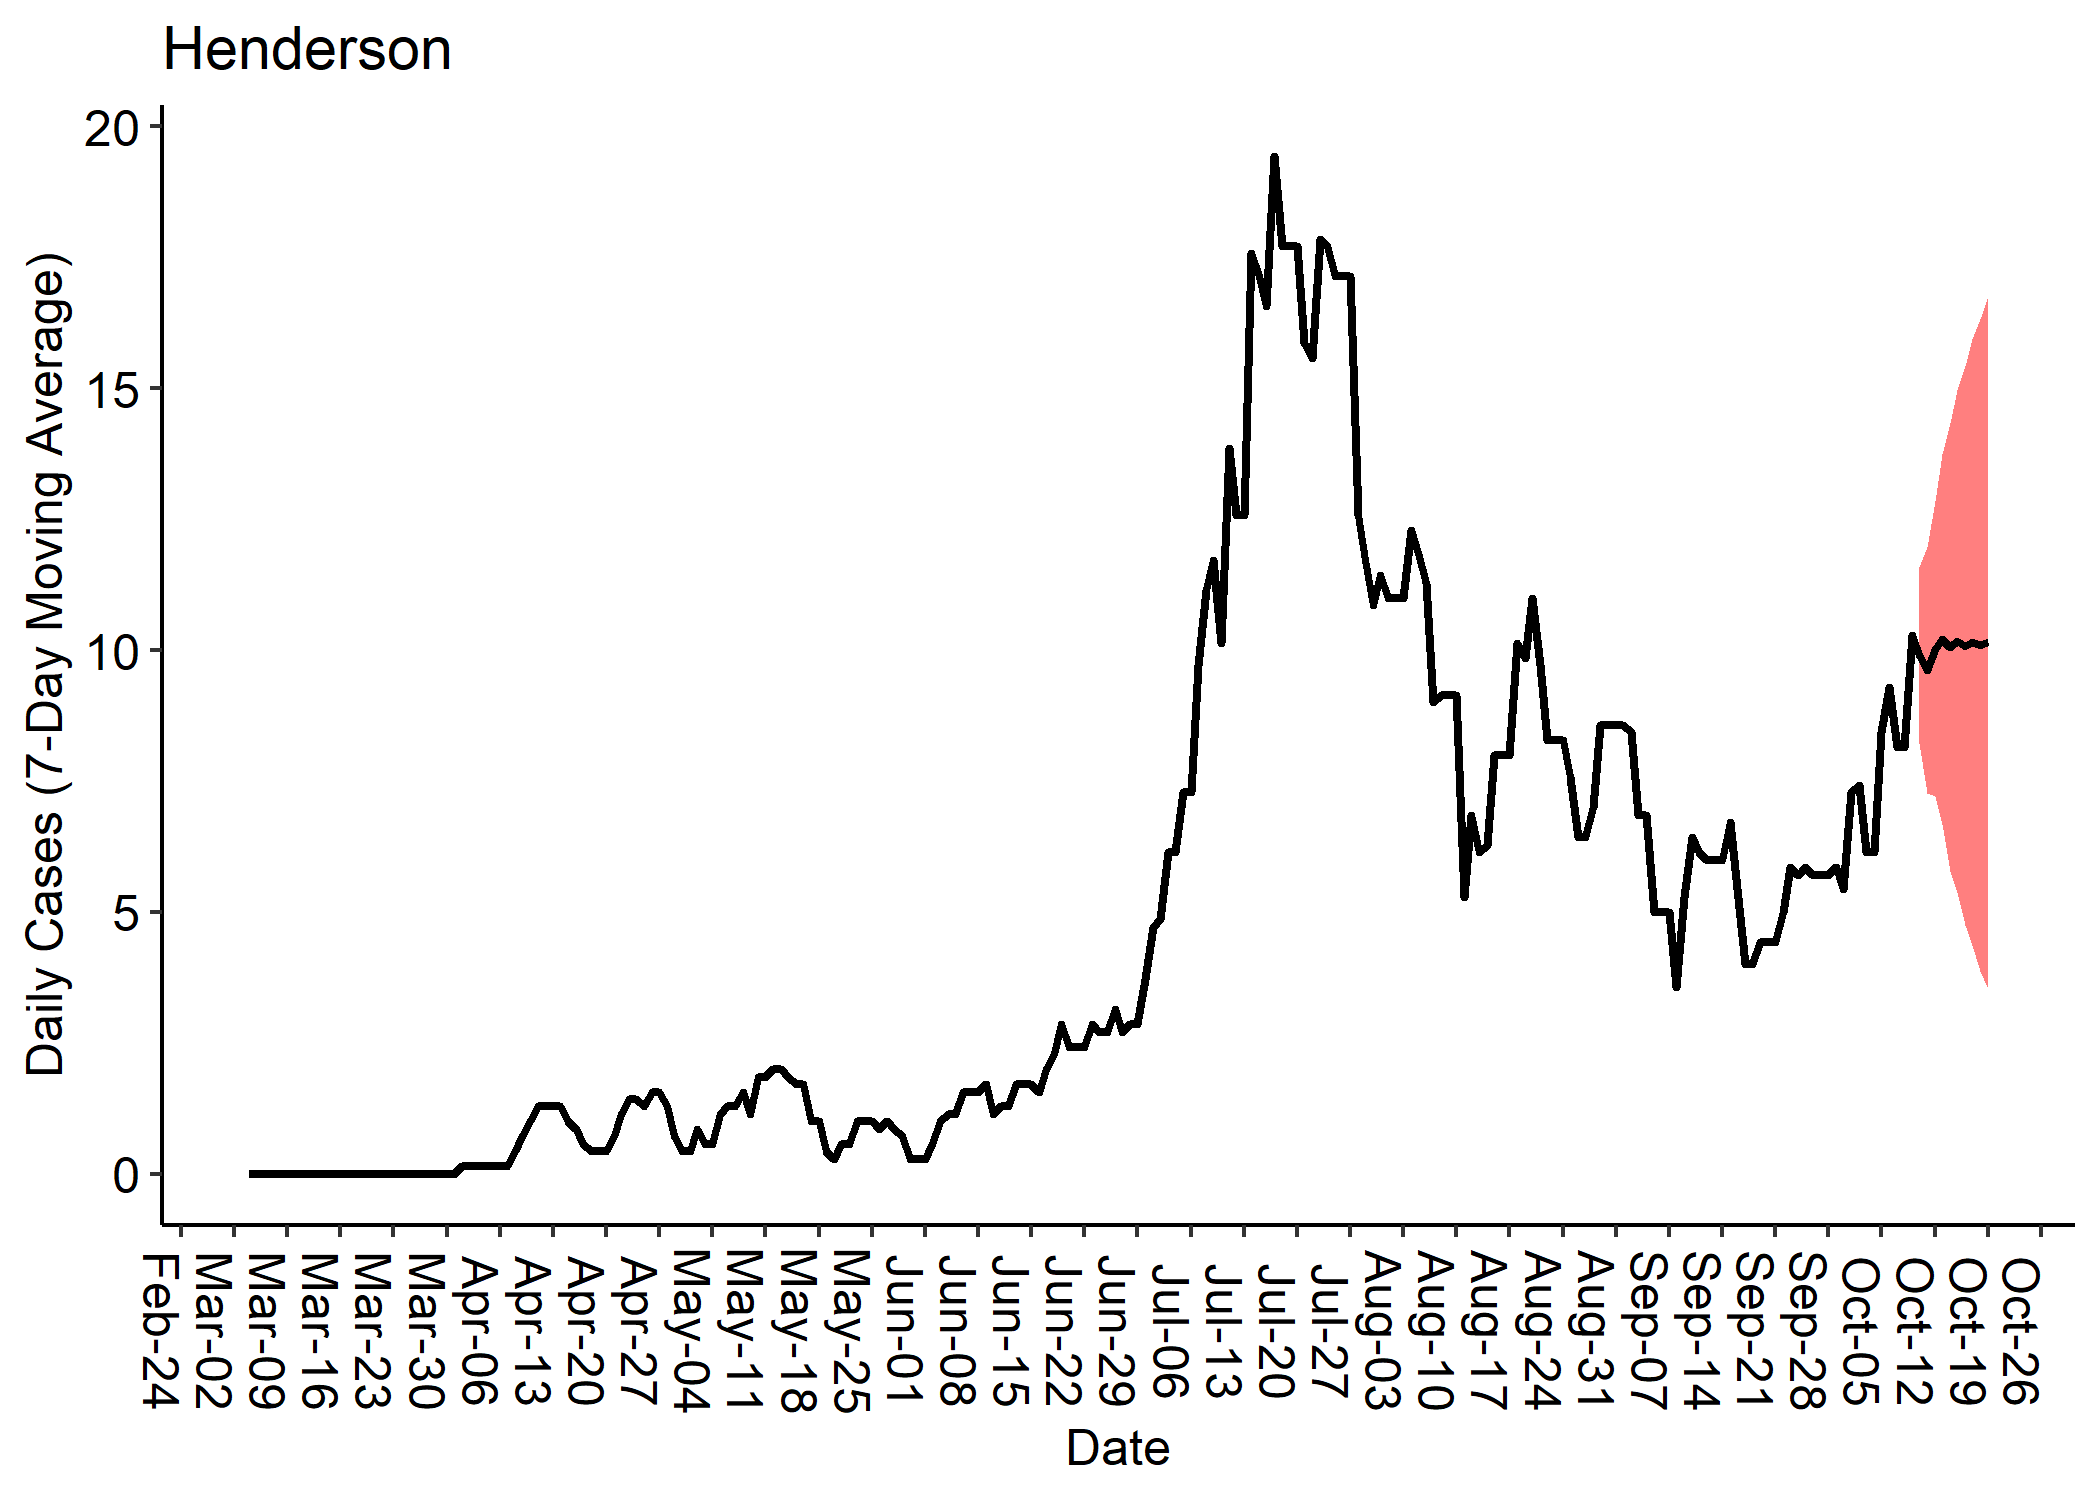 Henderson
20
15
10
5
0
Daily Cases (7-Day Moving Average)
Feb-24
Mar-02
Mar-09
Mar-16
Mar-23
Mar-30
Apr-06
Apr-13
Apr-20
Apr-27
May-04
May-11
May-18
May-25
Jun-01
Jun-08
Jun-15
Jun-22
Jun-29
Jul-06
Jul-13
Jul-20
Jul-27
Aug-03
Aug-10
Aug-17
Aug-24
Aug-31
Sep-07
Sep-14
Sep-21
Sep-28
Oct-05
Oct-12
Oct-19
Oct-26
Date